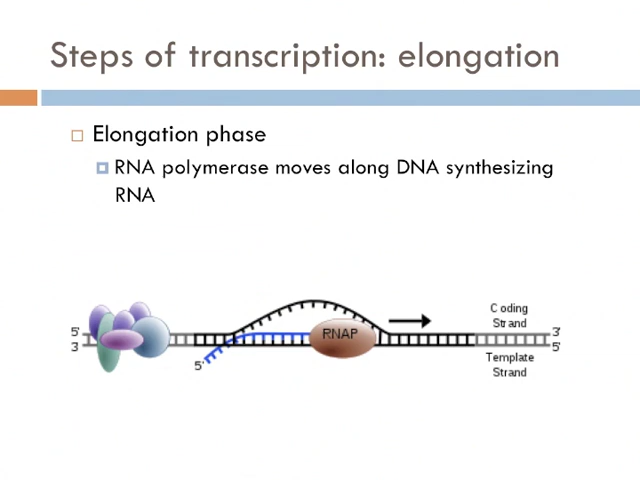 Steps of transcription: elongation
Elongation phase
RNA polymerase moves along DNA synthesizing
RNA
Coding
Strand
5'
3
RNAP
3'
5'
Template
Strand
5'